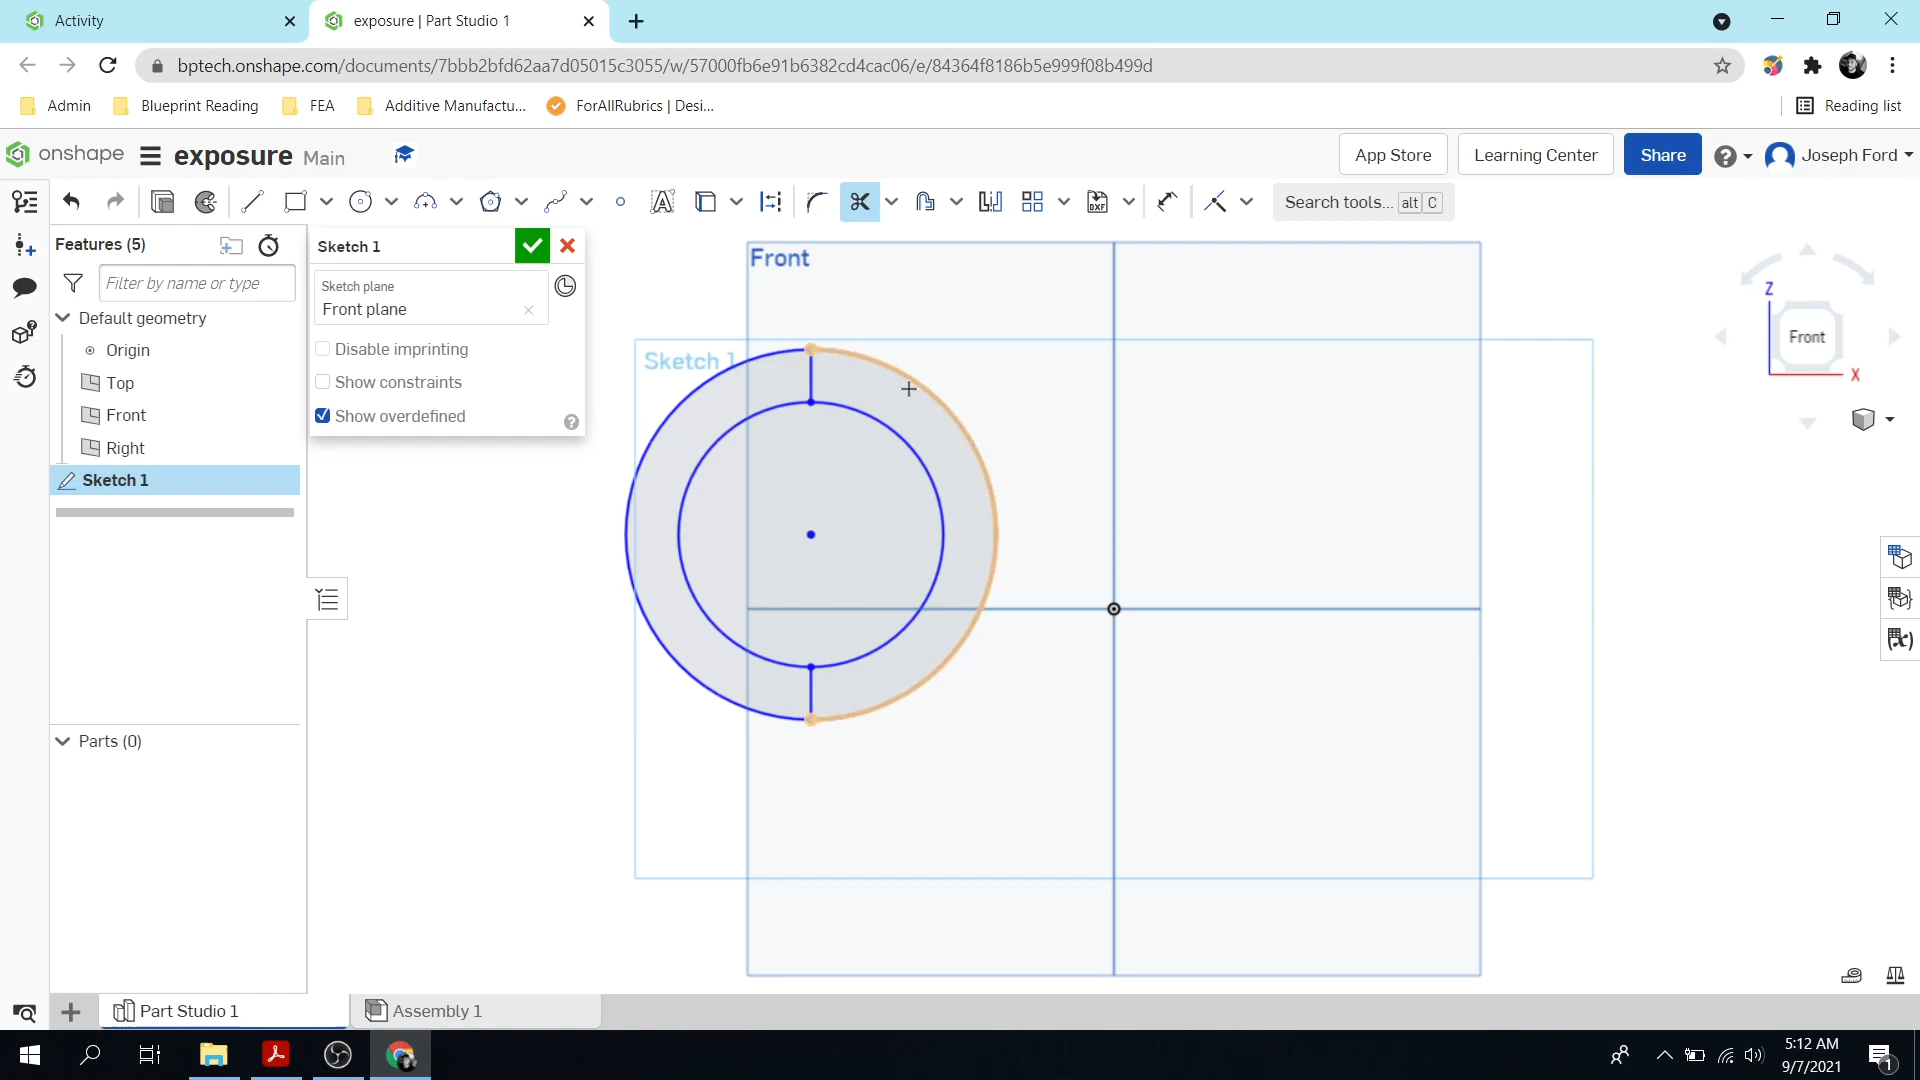 Activity
exposure | Part Studio 1
bptech.onshape.com/documents/7bbb2bfd62aa7d05015c3055/w/57000fb6e91b6382cd4cac06/e/84364f8186b5e999f08b499d
Admin
Blueprint Reading
FEA
Additive Manufactu...
ForAllRubrics | Desi...
Reading list
onshape
exposure Main
App Store
Learning Center
Share
?
Joseph Ford
DXF
Search tools... alt C
Features (5)
Filter by name or type
Default geometry
Origin
Top
Front
Right
Sketch 1
Parts (0)
Sketch 1
Sketch plane
Front plane
Disable imprinting
Show constraints
Show overdefined
?
Front
Sketch 1
Z
Front
X
(x)
Part Studio 1
Assembly 1
5:12 AM
9/7/2021
1